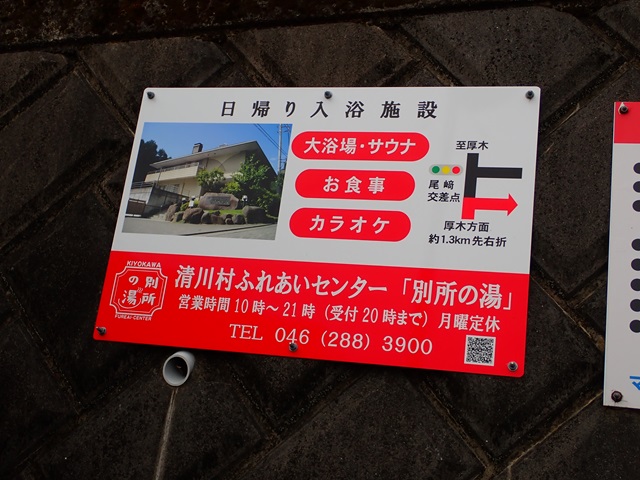 日帰り入浴施設
大浴場・サウナ
お食事
カラオケ
至厚木
尾﨑
交差点
厚木方面
約1.3km先右折
KIYOKAWA
別所
の湯
FUREAI-CENTER
清川村ふれあいセンター「別所の湯」
営業時間10時～21時（受付20時まで）月曜定休
TEL 046（288）3900
マ